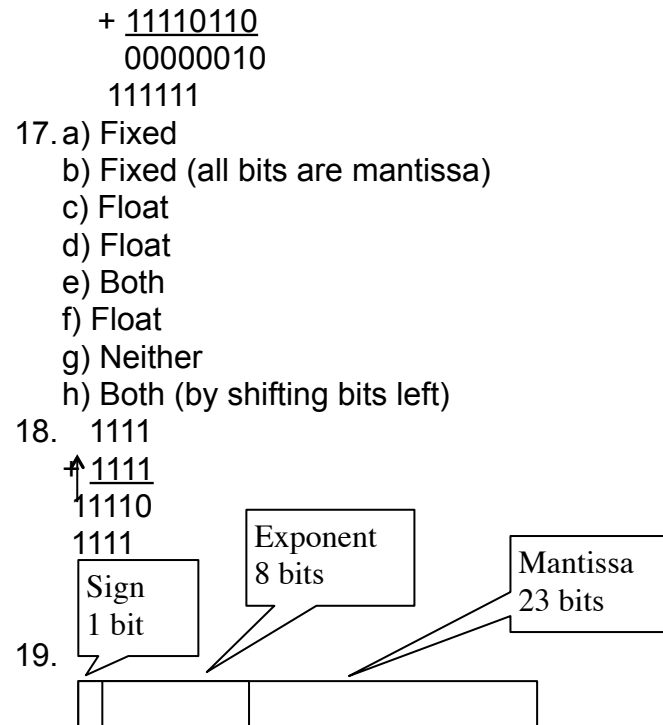 + 11110110
00000010
111111
17. a) Fixed
b) Fixed (all bits are mantissa)
c) Float
d) Float
e) Both
f) Float
g) Neither
h) Both (by shifting bits left)
18. 1111
+ 1111
11110
1111
Sign
1 bit
Exponent
8 bits
Mantissa
23 bits
19.